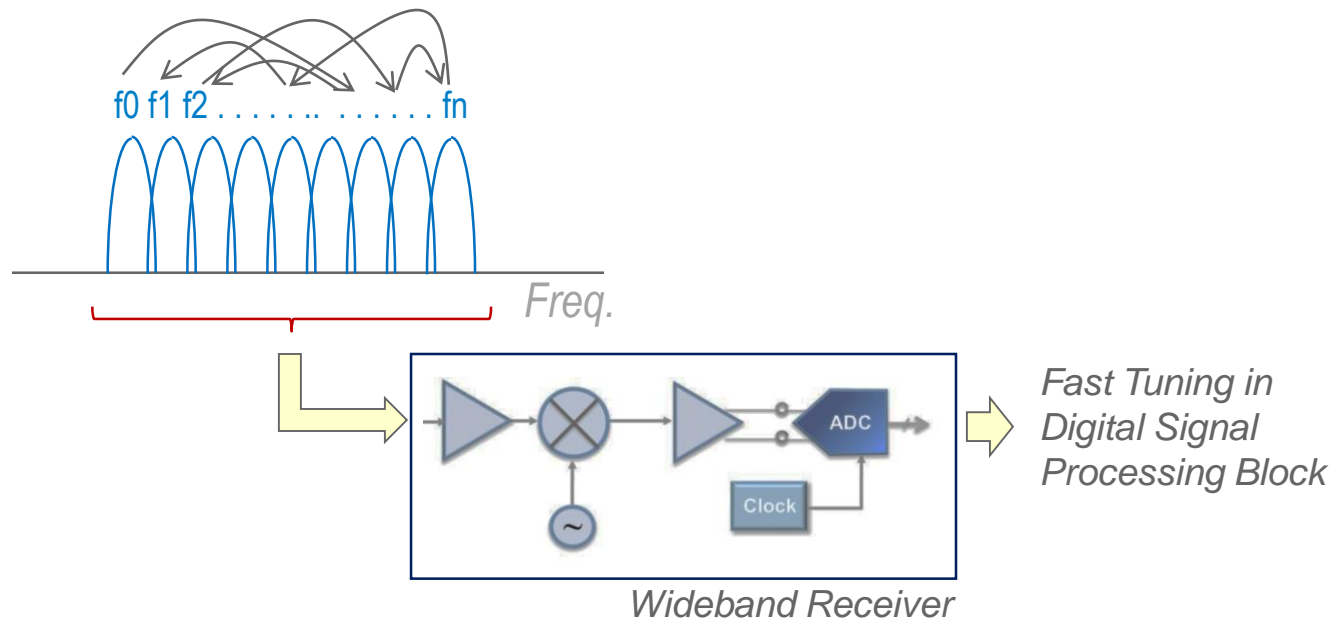 f0 f1 f2 . . . . . .. . . . . . . fn
Freq.
ADC
Clock
~
Fast Tuning in
Digital Signal
Processing Block
Wideband Receiver